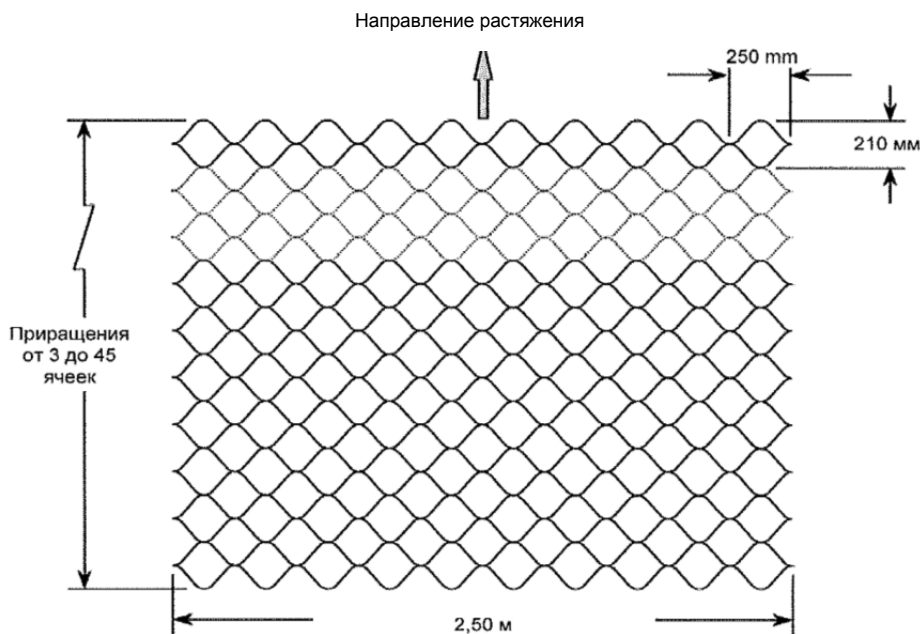 Направление растяжения
250 mm
210 мм
Приращения
от 3 до 45
ячеек
2,50 м